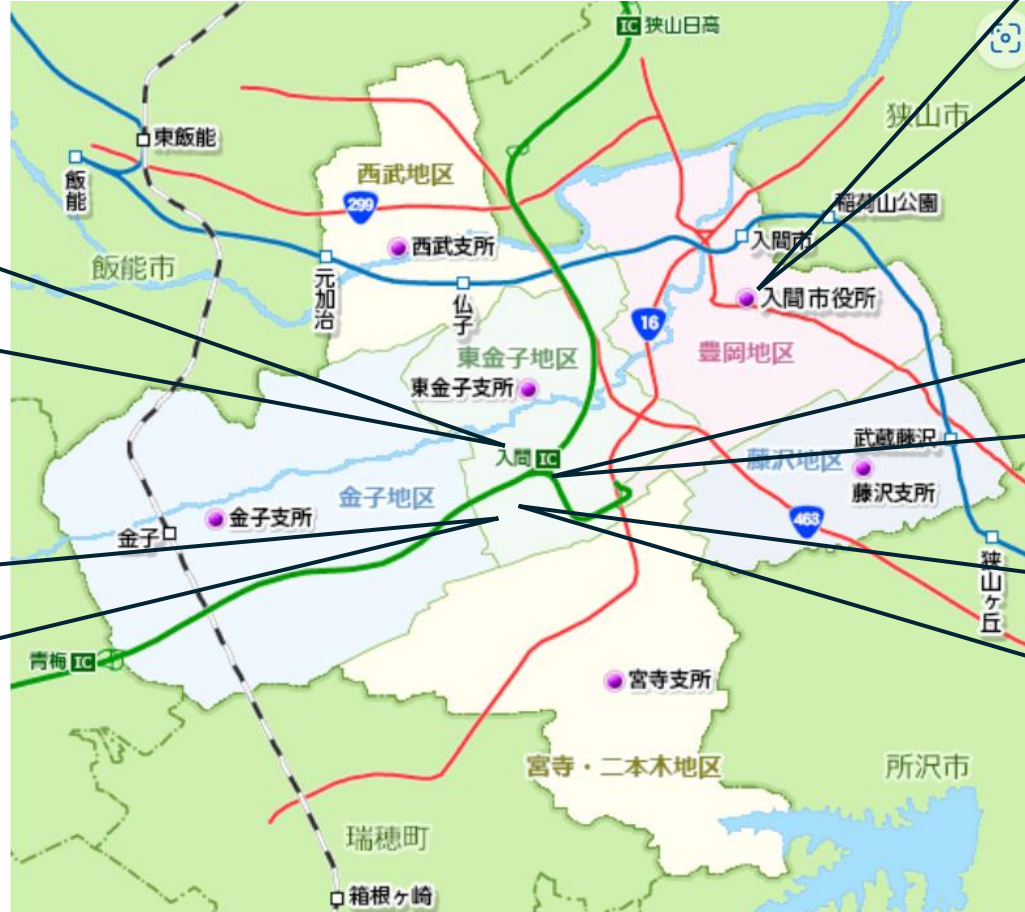 IC 狭山日高
狭山市
東飯能
飯能
西武地区
299
稲荷山公園
入間市
西武支所
飯能市
元加治
仏子
入間市役所
16
東金子地区
豊岡地区
東金子支所
武蔵藤沢
入間 IC
藤沢地区
金子地区
藤沢支所
金子支所
463
金子
狭山ヶ丘
青梅 IC
宮寺支所
宮寺・二本木地区
所沢市
瑞穂町
箱根ヶ崎